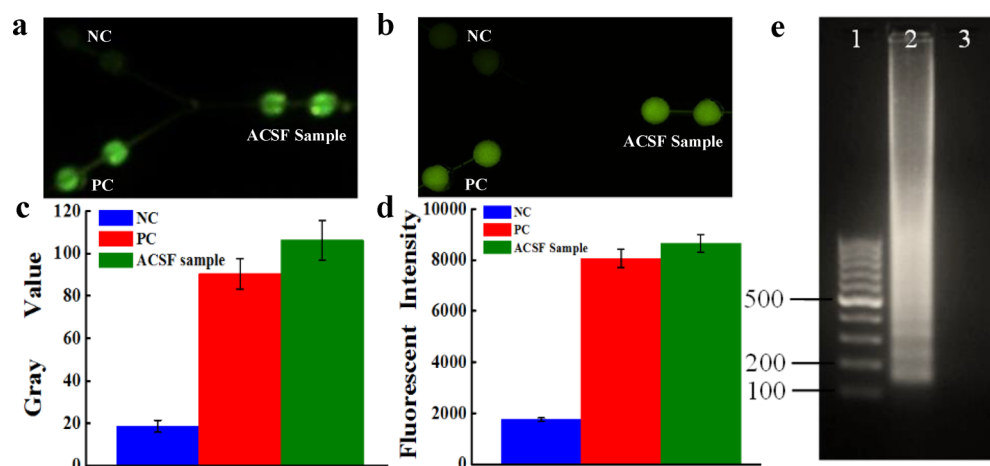 a
NC
ACSF Sample
PC
b
NC
ACSF Sample
PC
c
120
100
80
60
40
20
0
Gray Value
NC
PC
ACSF sample
d
10000
8000
6000
4000
2000
0
Fluorescent Intensity
NC
PC
ACSF Sample
e
1 2 3
500
200
100